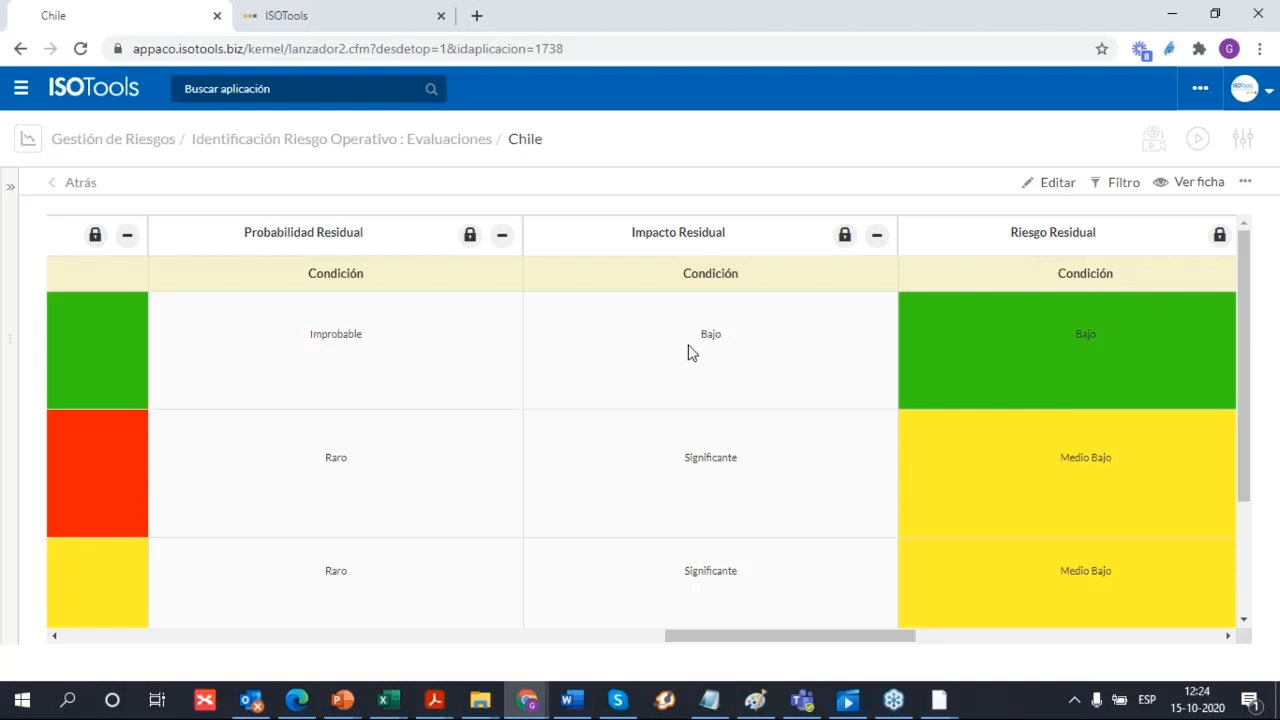 Chile
ISOTools
appaco.isotools.biz/kernel/lanzador2.cfm?desdetop=1&idaplicacion=1738
8
G
ISOTools
Buscar aplicación
Gestión de Riesgos / Identificación Riesgo Operativo : Evaluaciones / Chile
Atrás
Editar
Filtro
Ver ficha
Probabilidad Residual
Impacto Residual
Riesgo Residual
Condición
Condición
Condición
Improbable
Bajo
Bajo
Raro
Significante
Medio Bajo
Raro
Significante
Medio Bajo
ESP
12:24
15-10-2020
1